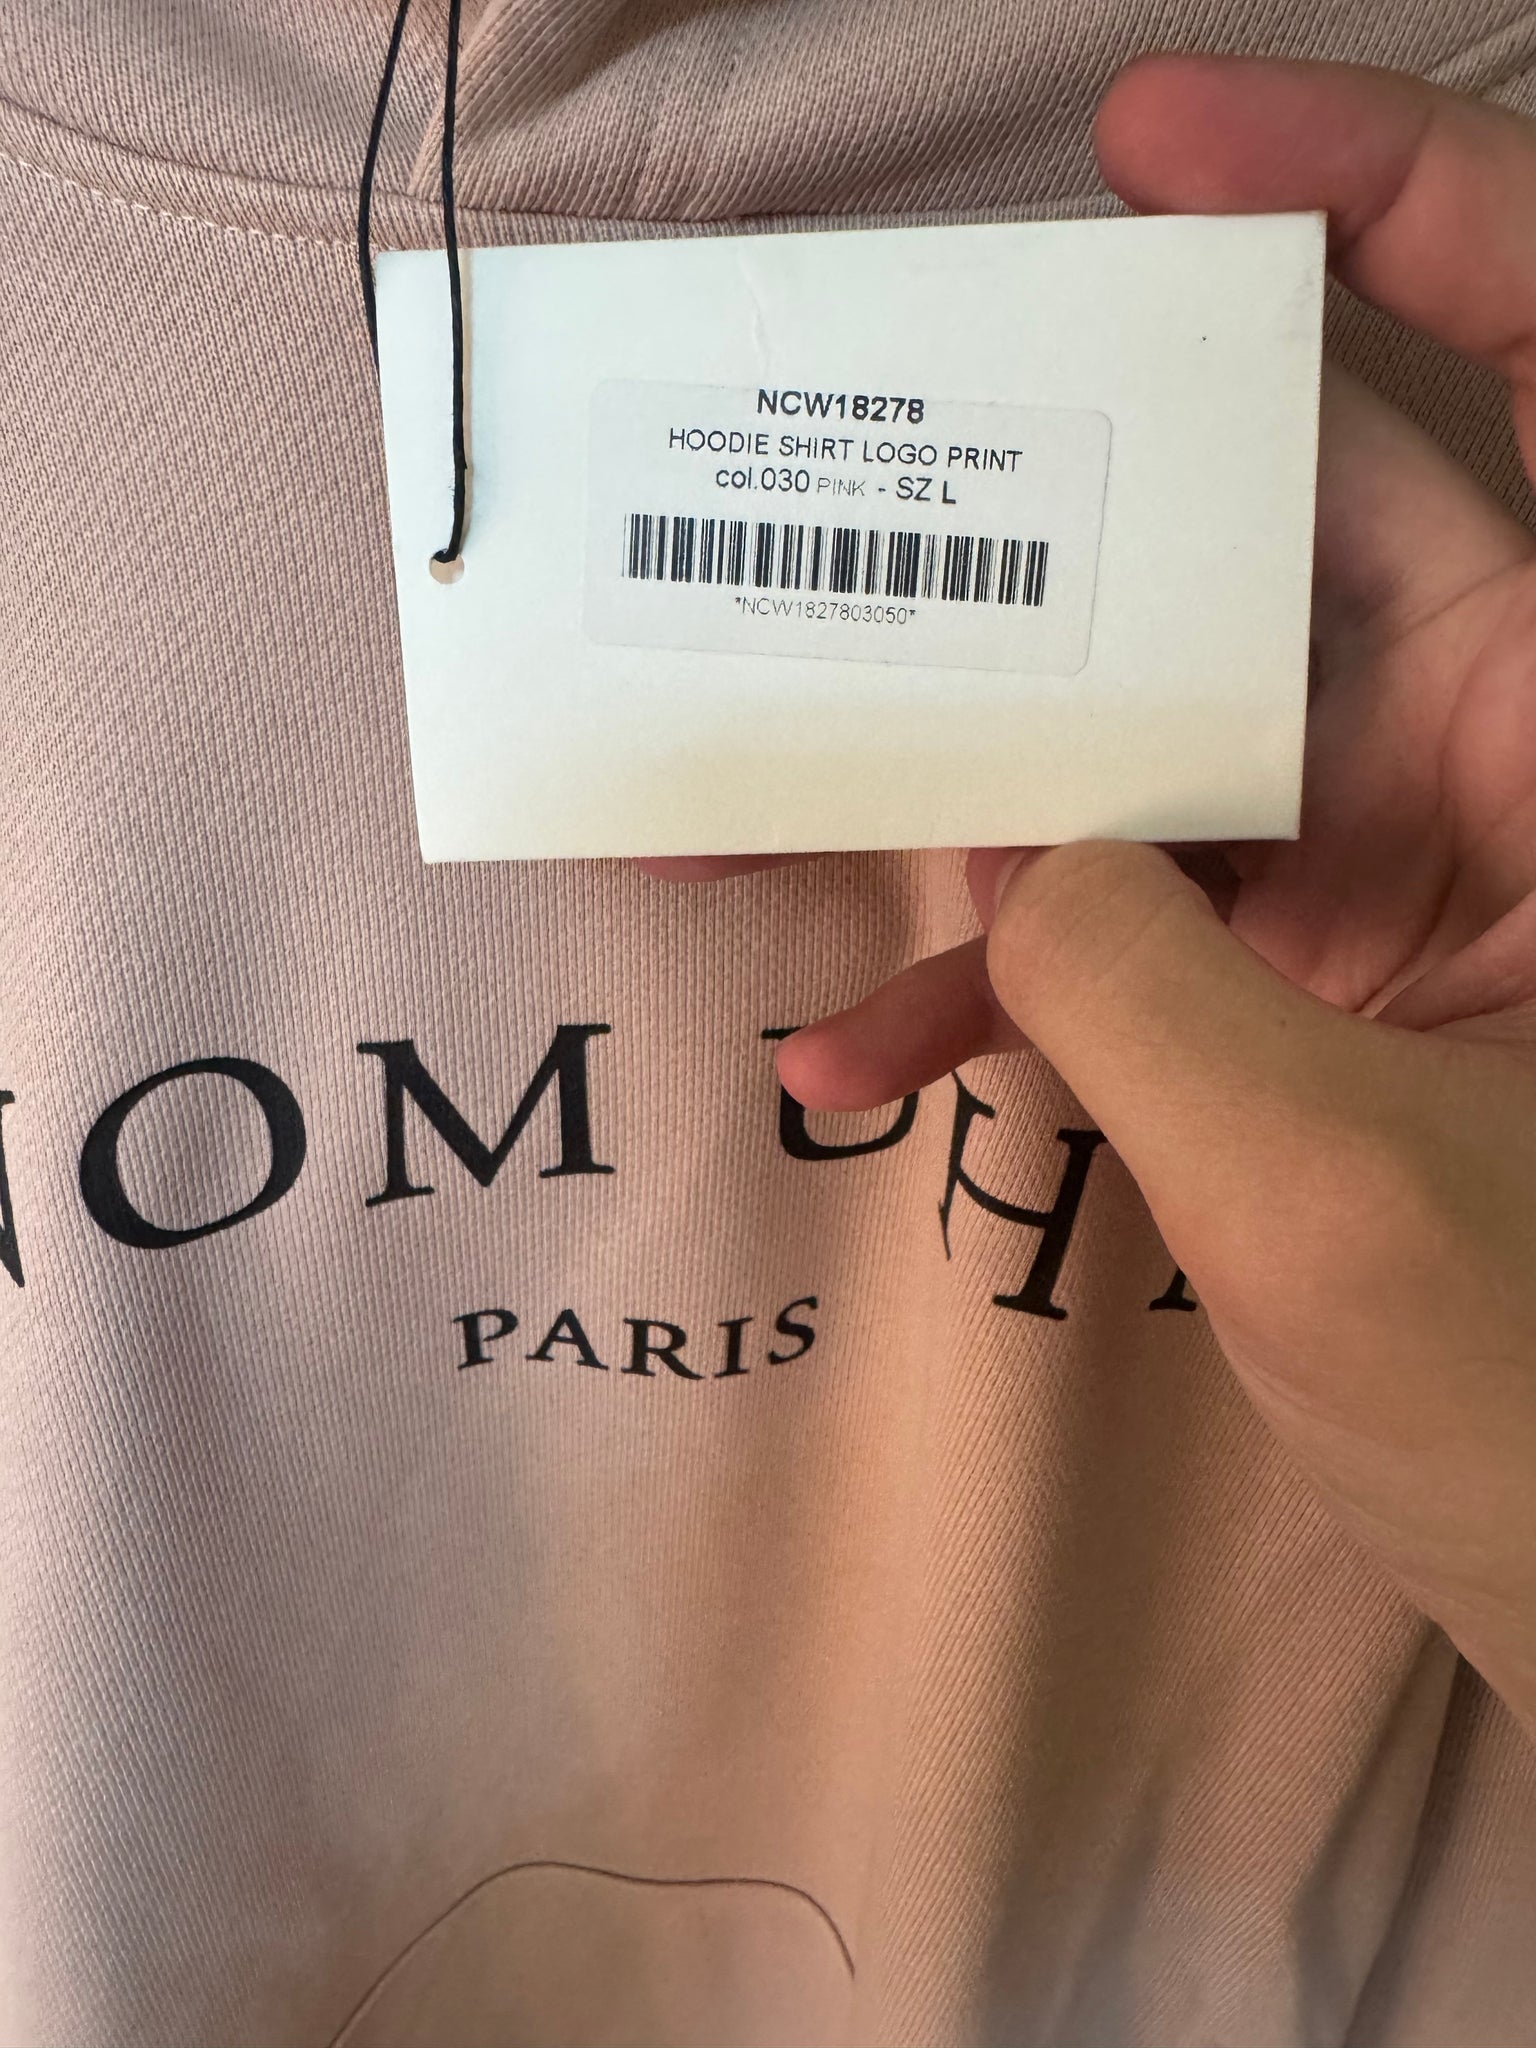 NCW18278
HOODIE SHIRT LOGO PRINT
col.030 PINK - SZ L
*NCW1827803050*
NOM
PARIS